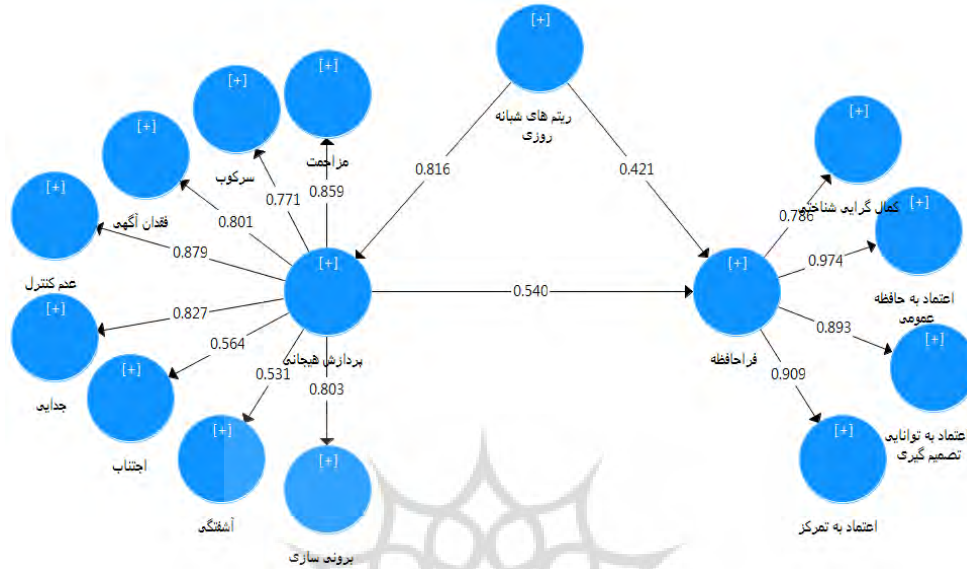 [+]
ریتم های شبانه
روزی
[+]
مزاحمت
[+]
سرکوب
[+]
فقدان آگهی
[+]
عدم کنترل
[+]
جدایی
[+]
اجتناب
[+]
آشفتگی
[+]
برونی سازی
[+]
پردازش هیجانی
[+]
فراحافظه
[+]
کمال گرایی شناختی
[+]
اعتماد به حافظه
عمومی
[+]
عتماد به توانایی
تصمیم گیری
[+]
اعتماد به تمرکز
0.816
0.421
0.859
0.771
0.801
0.879
0.827
0.564
0.531
0.803
0.540
0.786
0.974
0.893
0.909